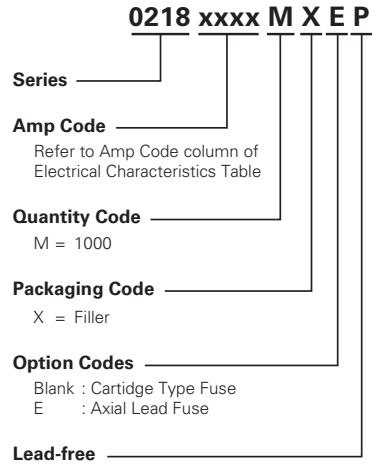 0218 xxxx M X E P
Series
Amp Code
Refer to Amp Code column of
Electrical Characteristics Table
Quantity Code
M = 1000
Packaging Code
X = Filler
Option Codes
Blank : Cartidge Type Fuse
E : Axial Lead Fuse
Lead-free